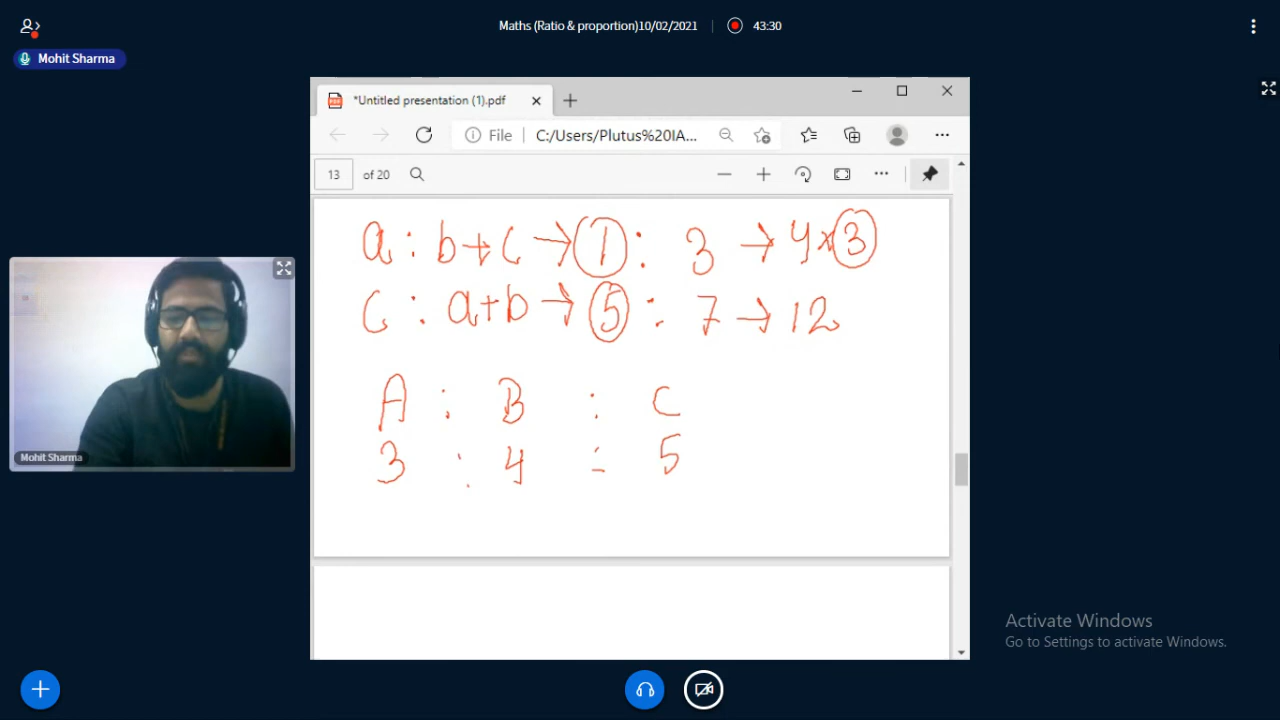 Maths (Ratio & proportion)10/02/2021 43:30
Mohit Sharma
*Untitled presentation (1).pdf
File C:/Users/Plutus%20IA...
13 of 20
a : b+c → 1 : 3 → 4×3
c : a+b → 5 : 7 → 12
A : B : C
3 : 4 : 5
Mohit Sharma
Activate Windows
Go to Settings to activate Windows.